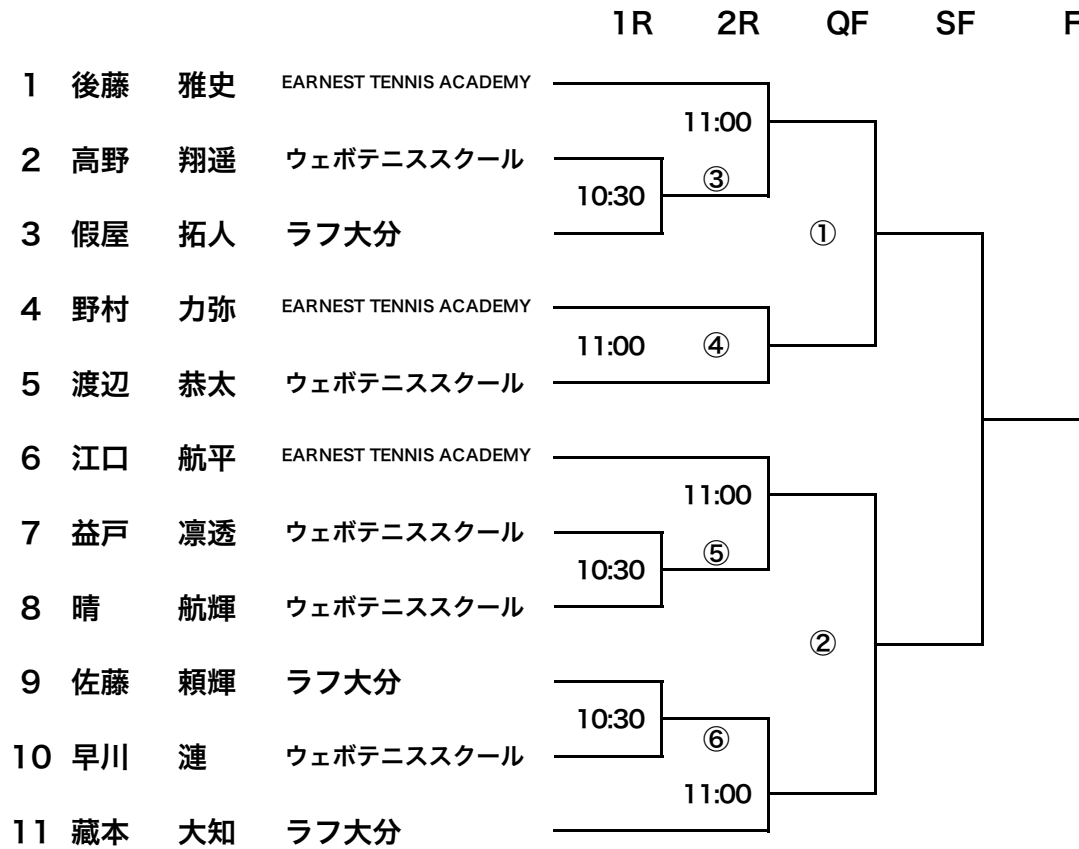 1R 2R QF SF F
1 後藤 雅史 EARNEST TENNIS ACADEMY
11:00
2 高野 翔遥 ウェボテニススクール
③
10:30
3 假屋 拓人 ラフ大分
①
4 野村 力弥 EARNEST TENNIS ACADEMY
11:00 ④
5 渡辺 恭太 ウェボテニススクール
6 江口 航平 EARNEST TENNIS ACADEMY
11:00
7 益戸 凛透 ウェボテニススクール
⑤
10:30
8 晴 航輝 ウェボテニススクール
②
9 佐藤 頼輝 ラフ大分
10:30
⑥
10 早川 漣 ウェボテニススクール
11:00
11 藏本 大知 ラフ大分